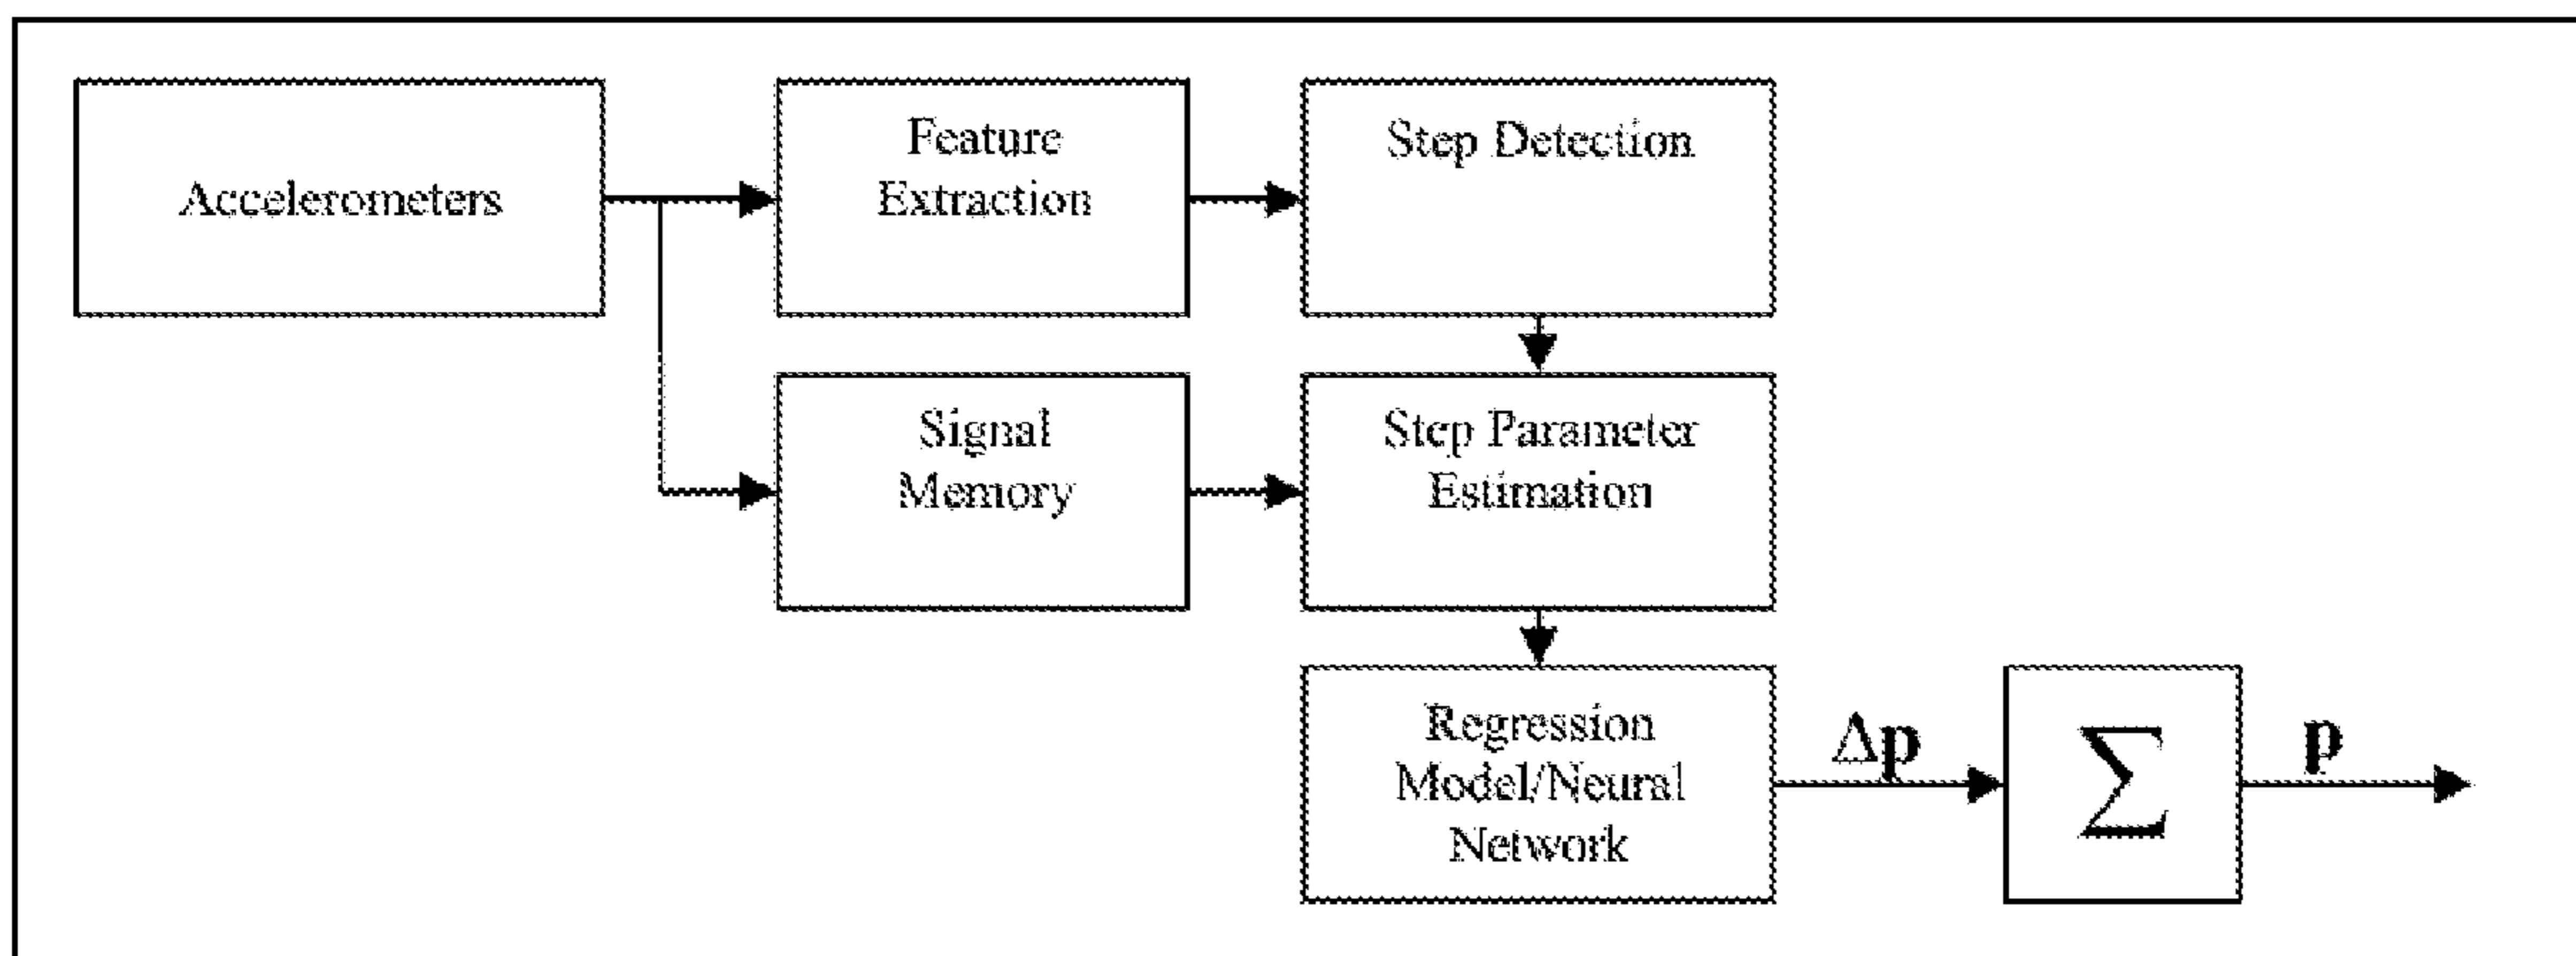 Accelerometers
Feature
Extraction
Step Detection
Signal
Memory
Step Parameter
Estimation
Regression
Model/Neural
Network
Δp
Σ
p